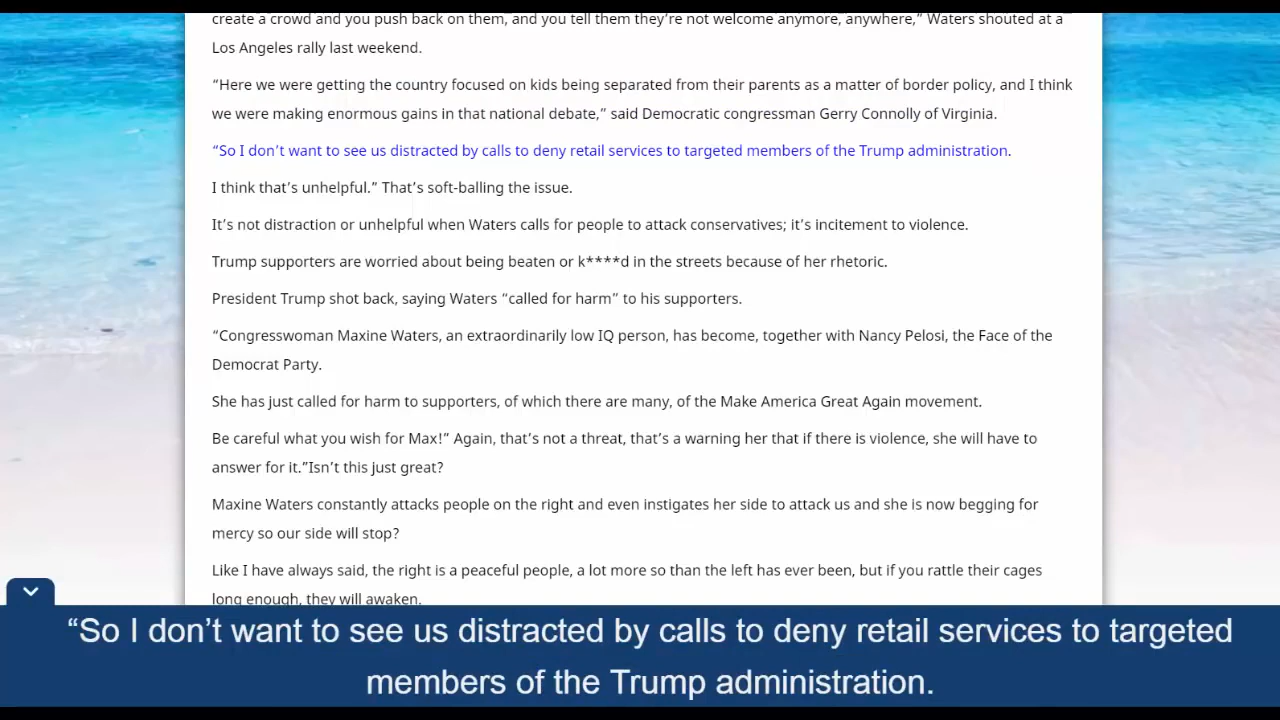 create a crowd and you push back on them, and you tell them they’re not welcome anymore, anywhere,” Waters shouted at a
Los Angeles rally last weekend.
“Here we were getting the country focused on kids being separated from their parents as a matter of border policy, and I think
we were making enormous gains in that national debate,” said Democratic congressman Gerry Connolly of Virginia.
“So I don’t want to see us distracted by calls to deny retail services to targeted members of the Trump administration.
I think that’s unhelpful.” That’s soft-balling the issue.
It’s not distraction or unhelpful when Waters calls for people to attack conservatives; it’s incitement to violence.
Trump supporters are worried about being beaten or k****d in the streets because of her rhetoric.
President Trump shot back, saying Waters “called for harm” to his supporters.
“Congresswoman Maxine Waters, an extraordinarily low IQ person, has become, together with Nancy Pelosi, the Face of the
Democrat Party.
She has just called for harm to supporters, of which there are many, of the Make America Great Again movement.
Be careful what you wish for Max!” Again, that’s not a threat, that’s a warning her that if there is violence, she will have to
answer for it.”Isn’t this just great?
Maxine Waters constantly attacks people on the right and even instigates her side to attack us and she is now begging for
mercy so our side will stop?
Like I have always said, the right is a peaceful people, a lot more so than the left has ever been, but if you rattle their cages
long enough, they will awaken.
“So I don’t want to see us distracted by calls to deny retail services to targeted
members of the Trump administration.